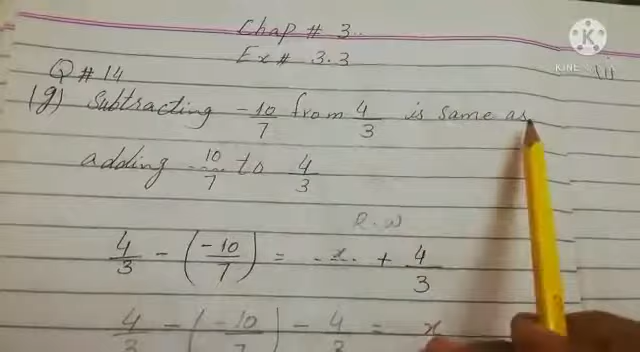 Chap # 3..
Ex # 3.3
Q # 14
(g) Subtracting -10/7 from 4/3 is same as
adding 10/7 to 4/3
R.W
4/3 - (-10/7) = x + 4/3
4/3 - (-10/7) - 4/3 = x
KINE